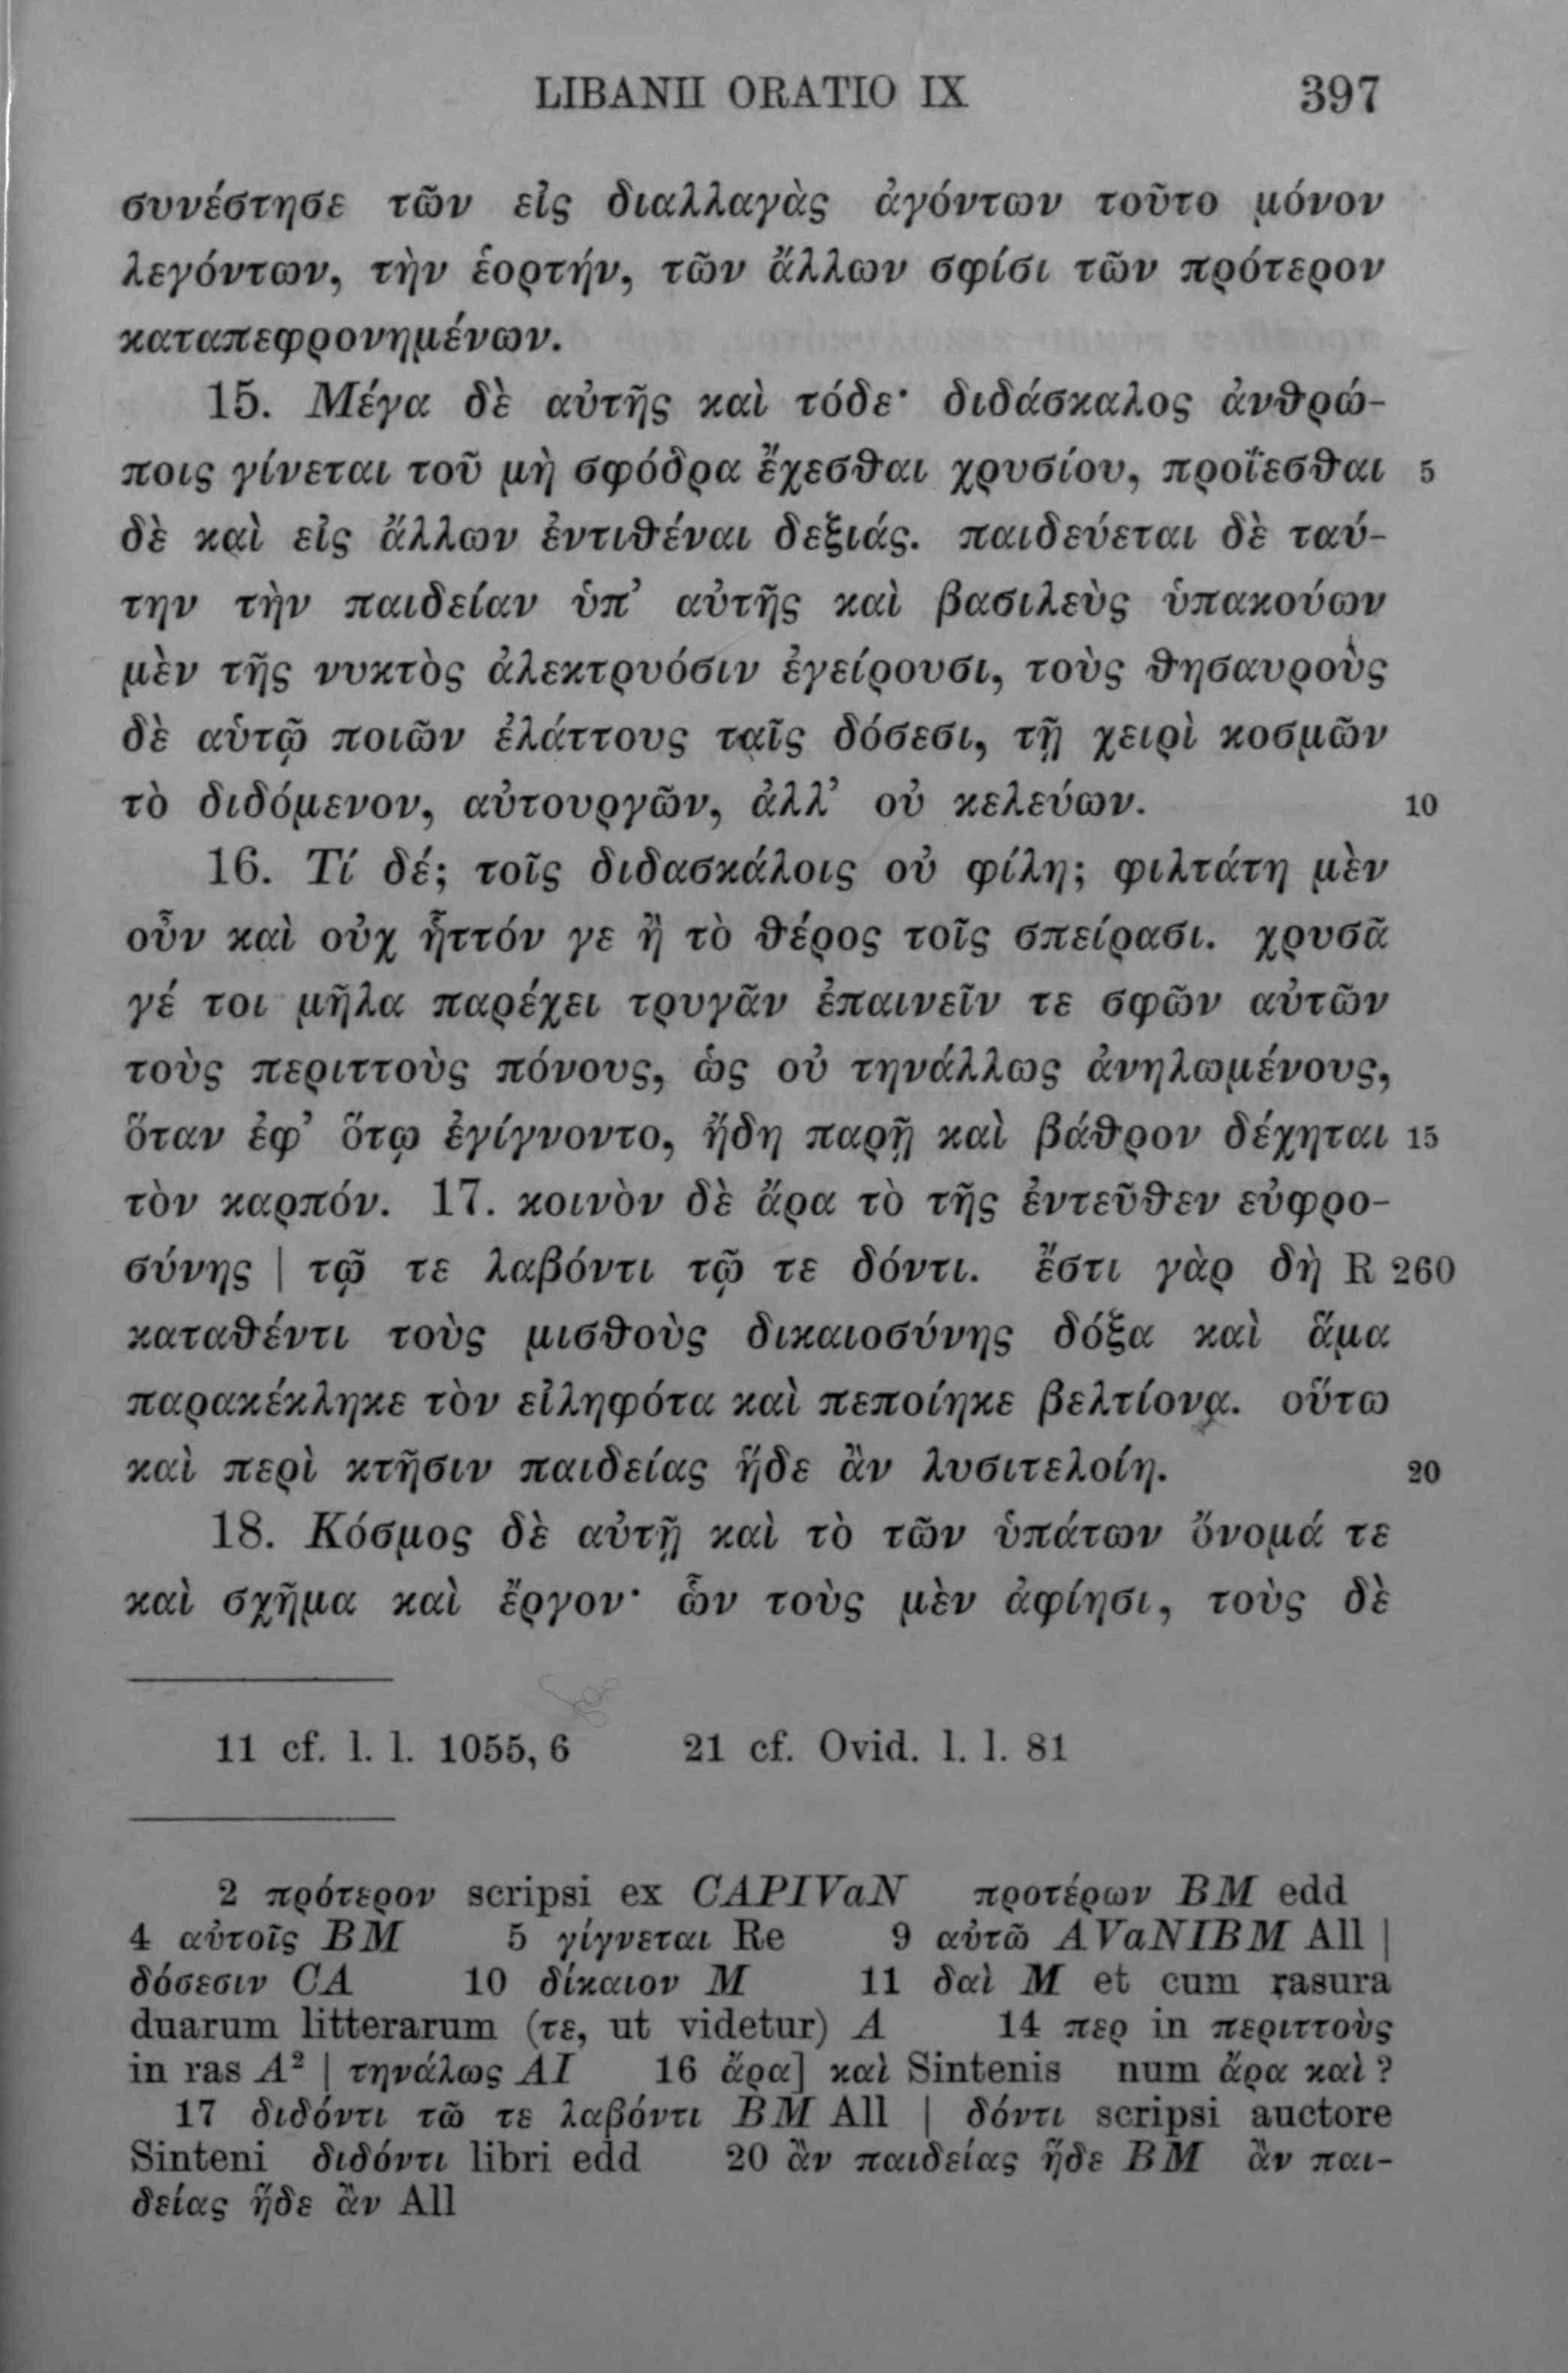 LIBANII ORATIO IX 397
συνέστησε τῶν εἰς διαλλαγὰς ἀγόντων τοῦτο μόνον
λεγόντων, τὴν ἑορτήν, τῶν ἄλλων σφίσι τῶν πρότερον
καταπεφρονημένων.
15. Μέγα δὲ αὐτῆς καὶ τόδε· διδάσκαλος ἀνθρώ-
ποις γίνεται τοῦ μὴ σφόδρα ἔχεσθαι χρυσίου, προΐεσθαι 5
δὲ καὶ εἰς ἄλλων ἐντιθέναι δεξιάς. παιδεύεται δὲ ταύ-
την τὴν παιδείαν ὑπ’ αὐτῆς καὶ βασιλεὺς ὑπακούων
μὲν τῆς νυκτὸς ἀλεκτρυόσιν ἐγείρουσι, τοὺς θησαυροὺς
δὲ αὑτῷ ποιῶν ἐλάττους ταῖς δόσεσι, τῇ χειρὶ κοσμῶν
τὸ διδόμενον, αὐτουργῶν, ἀλλ’ οὐ κελεύων. 10
16. Τί δέ; τοῖς διδασκάλοις οὐ φίλη; φιλτάτη μὲν
οὖν καὶ οὐχ ἧττόν γε ἢ τὸ θέρος τοῖς σπείρασι. χρυσᾶ
γέ τοι μῆλα παρέχει τρυγᾶν ἐπαινεῖν τε σφῶν αὐτῶν
τοὺς περιττοὺς πόνους, ὡς οὐ τηνάλλως ἀνηλωμένους,
ὅταν ἐφ’ ὅτῳ ἐγίγνοντο, ἤδη παρῇ καὶ βάθρον δέχηται 15
τὸν καρπόν. 17. κοινὸν δὲ ἄρα τὸ τῆς ἐντεῦθεν εὐφρο-
σύνης | τῷ τε λαβόντι τῷ τε δόντι. ἔστι γὰρ δὴ R 260
καταθέντι τοὺς μισθοὺς δικαιοσύνης δόξα καὶ ἅμα
παρακέκληκε τὸν εἰληφότα καὶ πεποίηκε βελτίονα. οὕτω
καὶ περὶ κτῆσιν παιδείας ἥδε ἂν λυσιτελοίη. 20
18. Κόσμος δὲ αὐτῇ καὶ τὸ τῶν ὑπάτων ὄνομά τε
καὶ σχῆμα καὶ ἔργον· ὧν τοὺς μὲν ἀφίησι, τοὺς δὲ
11 cf. l. l. 1055, 6 21 cf. Ovid. l. l. 81
2 πρότερον scripsi ex CAPIVaN προτέρων BM edd
4 αὐτοῖς BM 5 γίγνεται Re 9 αὐτῶ AVaNIBM All |
δόσεσιν CA 10 δίκαιον M 11 δαὶ M et cum rasura
duarum litterarum (τε, ut videtur) A 14 περ in περιττοὺς
in ras A² | τηνάλως AI 16 ἄρα] καὶ Sintenis num ἄρα καὶ?
17 διδόντι τῶ τε λαβόντι BM All | δόντι scripsi auctore
Sinteni διδόντι libri edd 20 ἂν παιδείας ἥδε BM ἂν παι-
δείας ἥδε ἂν All